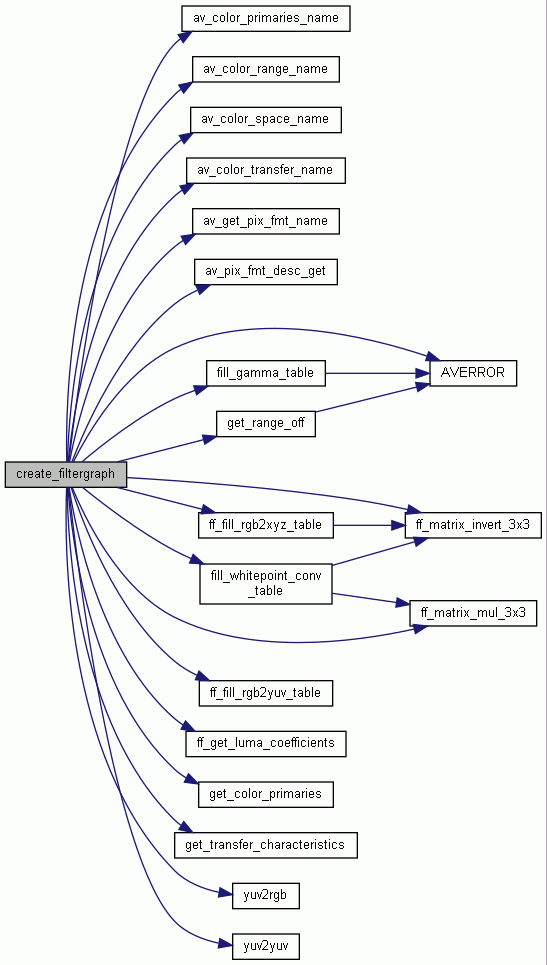 av_color_primaries_name
av_color_range_name
av_color_space_name
av_color_transfer_name
av_get_pix_fmt_name
av_pix_fmt_desc_get
fill_gamma_table
AVERROR
get_range_off
create_filtergraph
ff_fill_rgb2xyz_table
ff_matrix_invert_3x3
fill_whitepoint_conv
_table
ff_matrix_mul_3x3
ff_fill_rgb2yuv_table
ff_get_luma_coefficients
get_color_primaries
get_transfer_characteristics
yuv2rgb
yuv2yuv